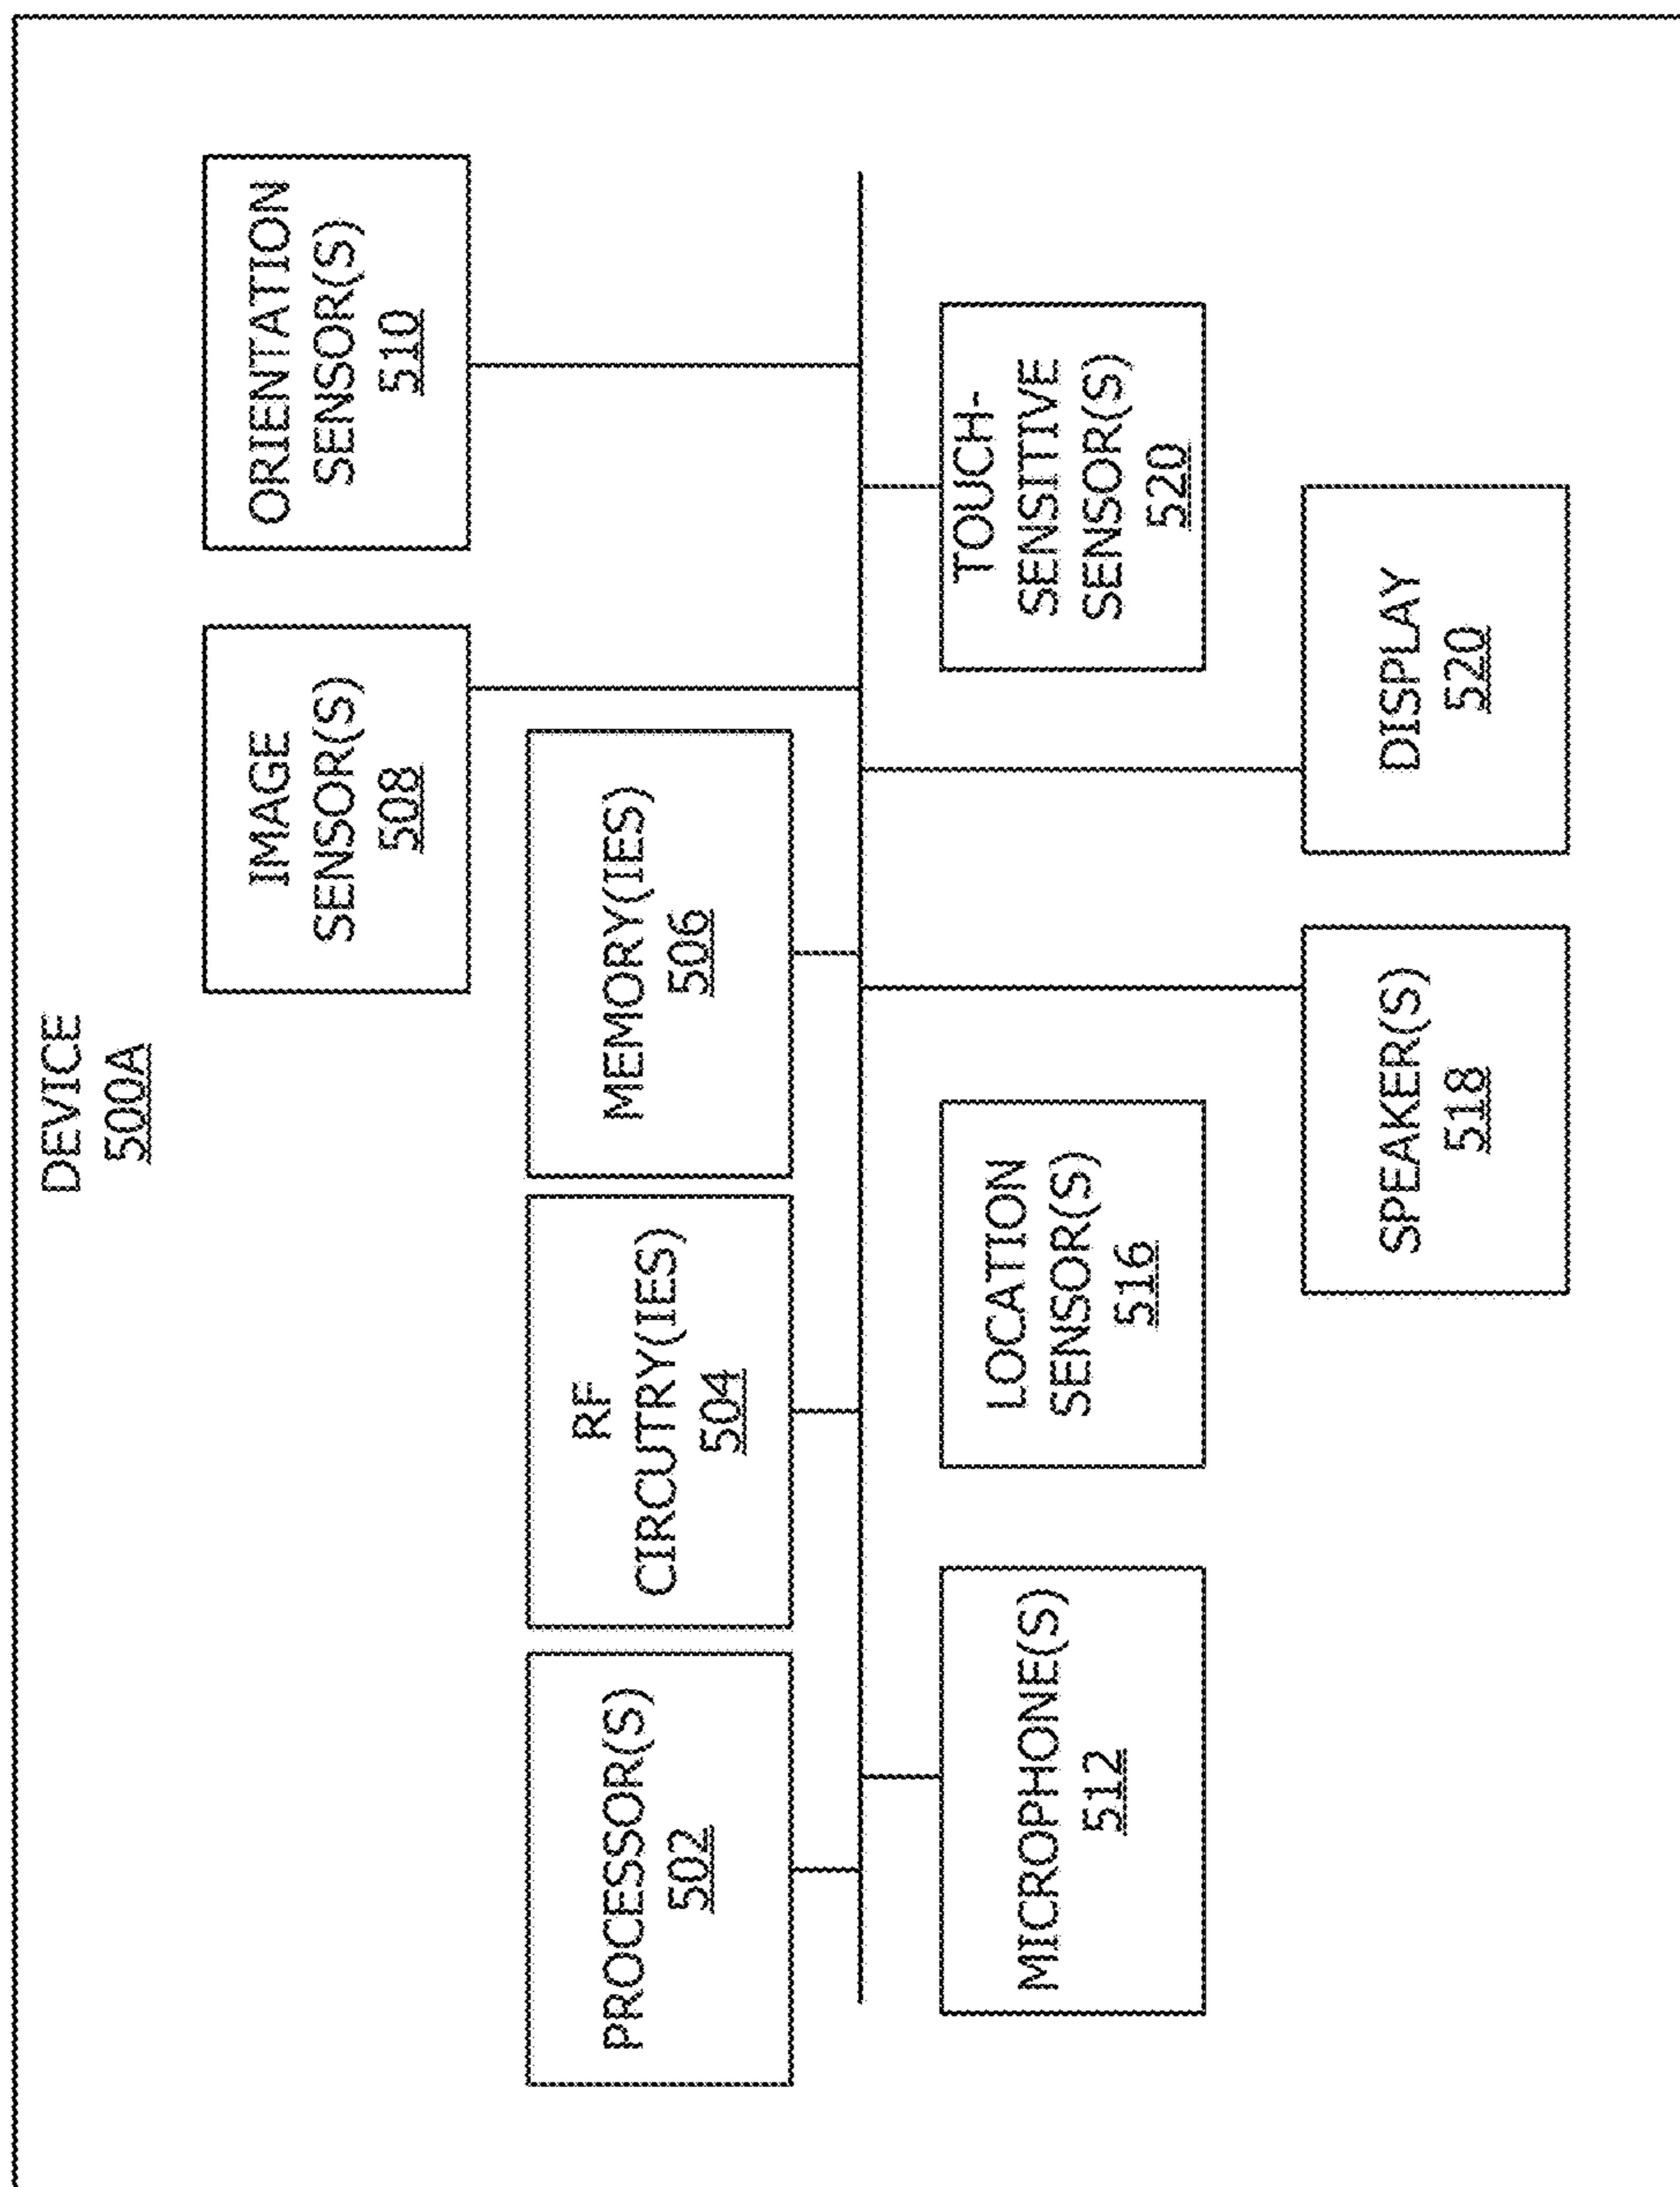 DEVICE
500A
IMAGE
SENSOR(S)
508
ORIENTATION
SENSOR(S)
510
PROCESSOR(S)
502
RF
CIRCUTRY(IES)
504
MEMORY(IES)
506
MICROPHONE(S)
512
LOCATION
SENSOR(S)
516
TOUCH-
SENSITIVE
SENSOR(S)
520
SPEAKER(S)
518
DISPLAY
520